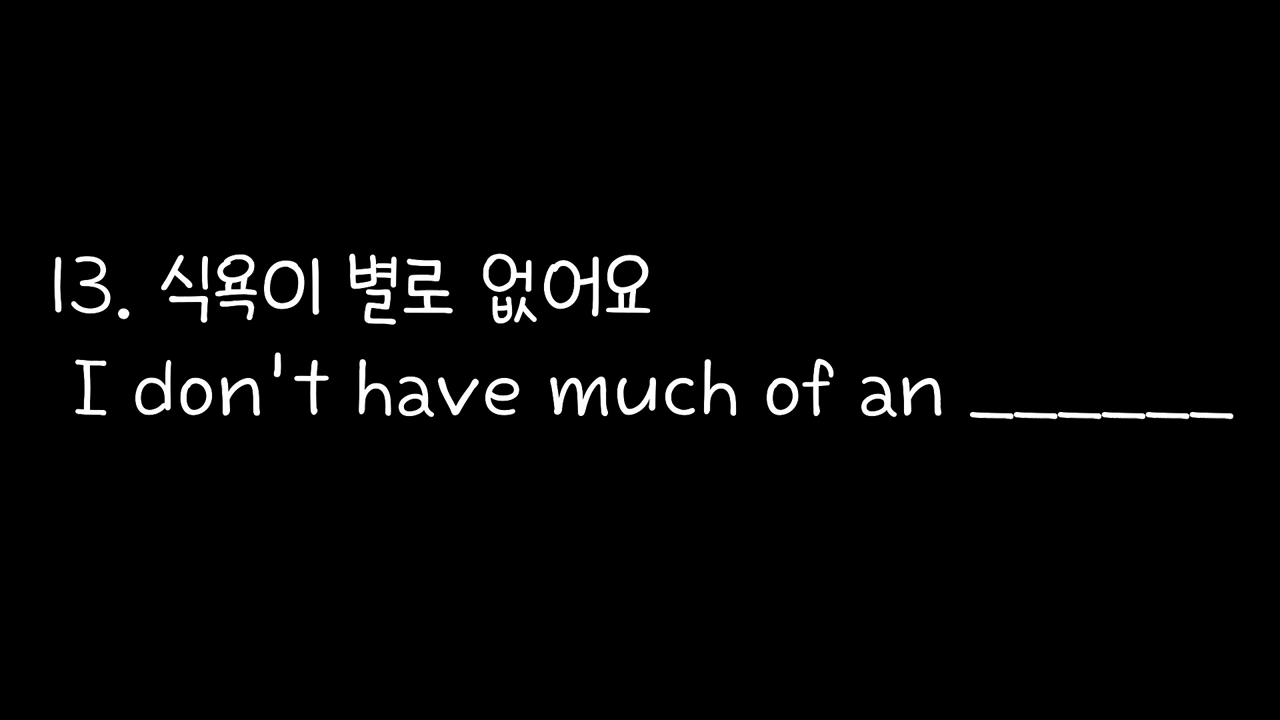 13. 식욕이 별로 없어요
I don't have much of an ______